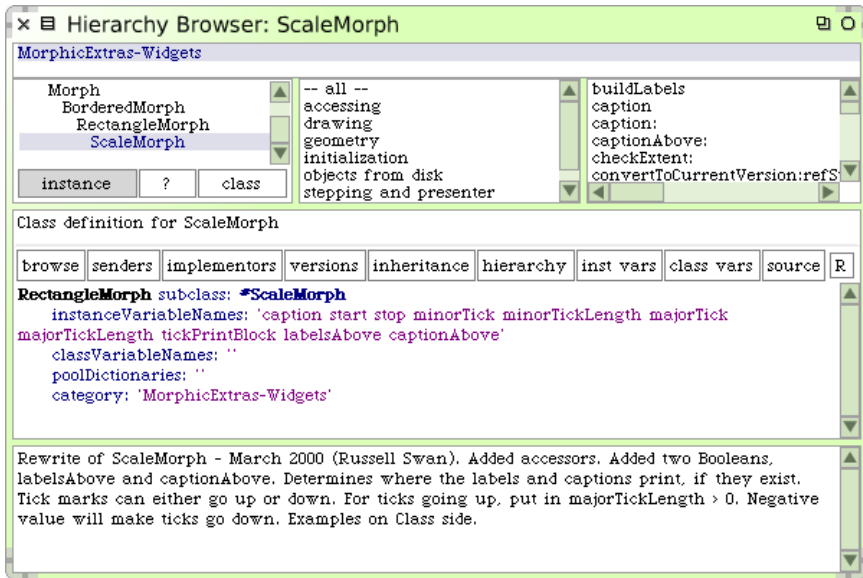 Hierarchy Browser: ScaleMorph
MorphicExtras-Widgets
Morph
BorderedMorph
RectangleMorph
ScaleMorph
instance ? class
-- all --
accessing
drawing
geometry
initialization
objects from disk
stepping and presenter
buildLabels
caption
caption:
captionAbove:
checkExtent:
convertToCurrentVersion:refS
Class definition for ScaleMorph
browse senders implementors versions inheritance hierarchy inst vars class vars source R
RectangleMorph subclass: #ScaleMorph
instanceVariableNames: 'caption start stop minorTick minorTickLength majorTick
majorTickLength tickPrintBlock labelsAbove captionAbove'
classVariableNames: ''
poolDictionaries: ''
category: 'MorphicExtras-Widgets'
Rewrite of ScaleMorph - March 2000 (Russell Swan). Added accessors. Added two Booleans,
labelsAbove and captionAbove. Determines where the labels and captions print, if they exist.
Tick marks can either go up or down. For ticks going up, put in majorTickLength > 0. Negative
value will make ticks go down. Examples on Class side.